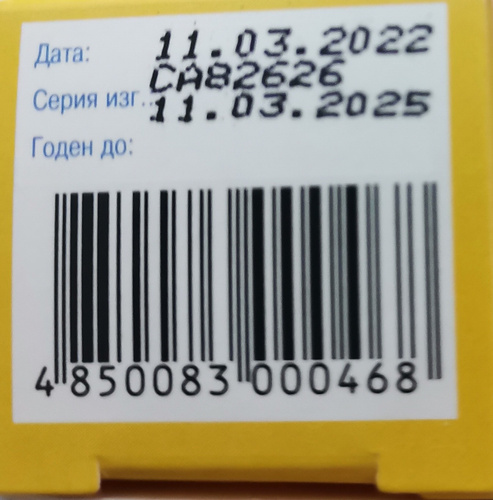 Дата: 11.03.2022
Серия изг.. CA82626
11.03.2025
Годен до:
4 850083 000468